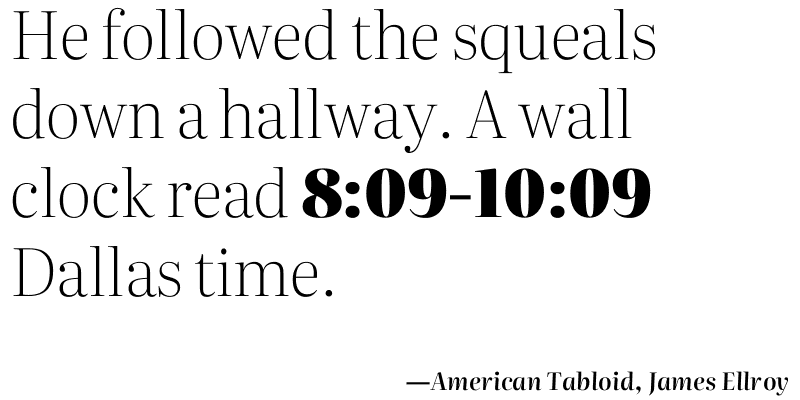 He followed the squeals
down a hallway. A wall
clock read 8:09-10:09
Dallas time.
—American Tabloid, James Ellroy